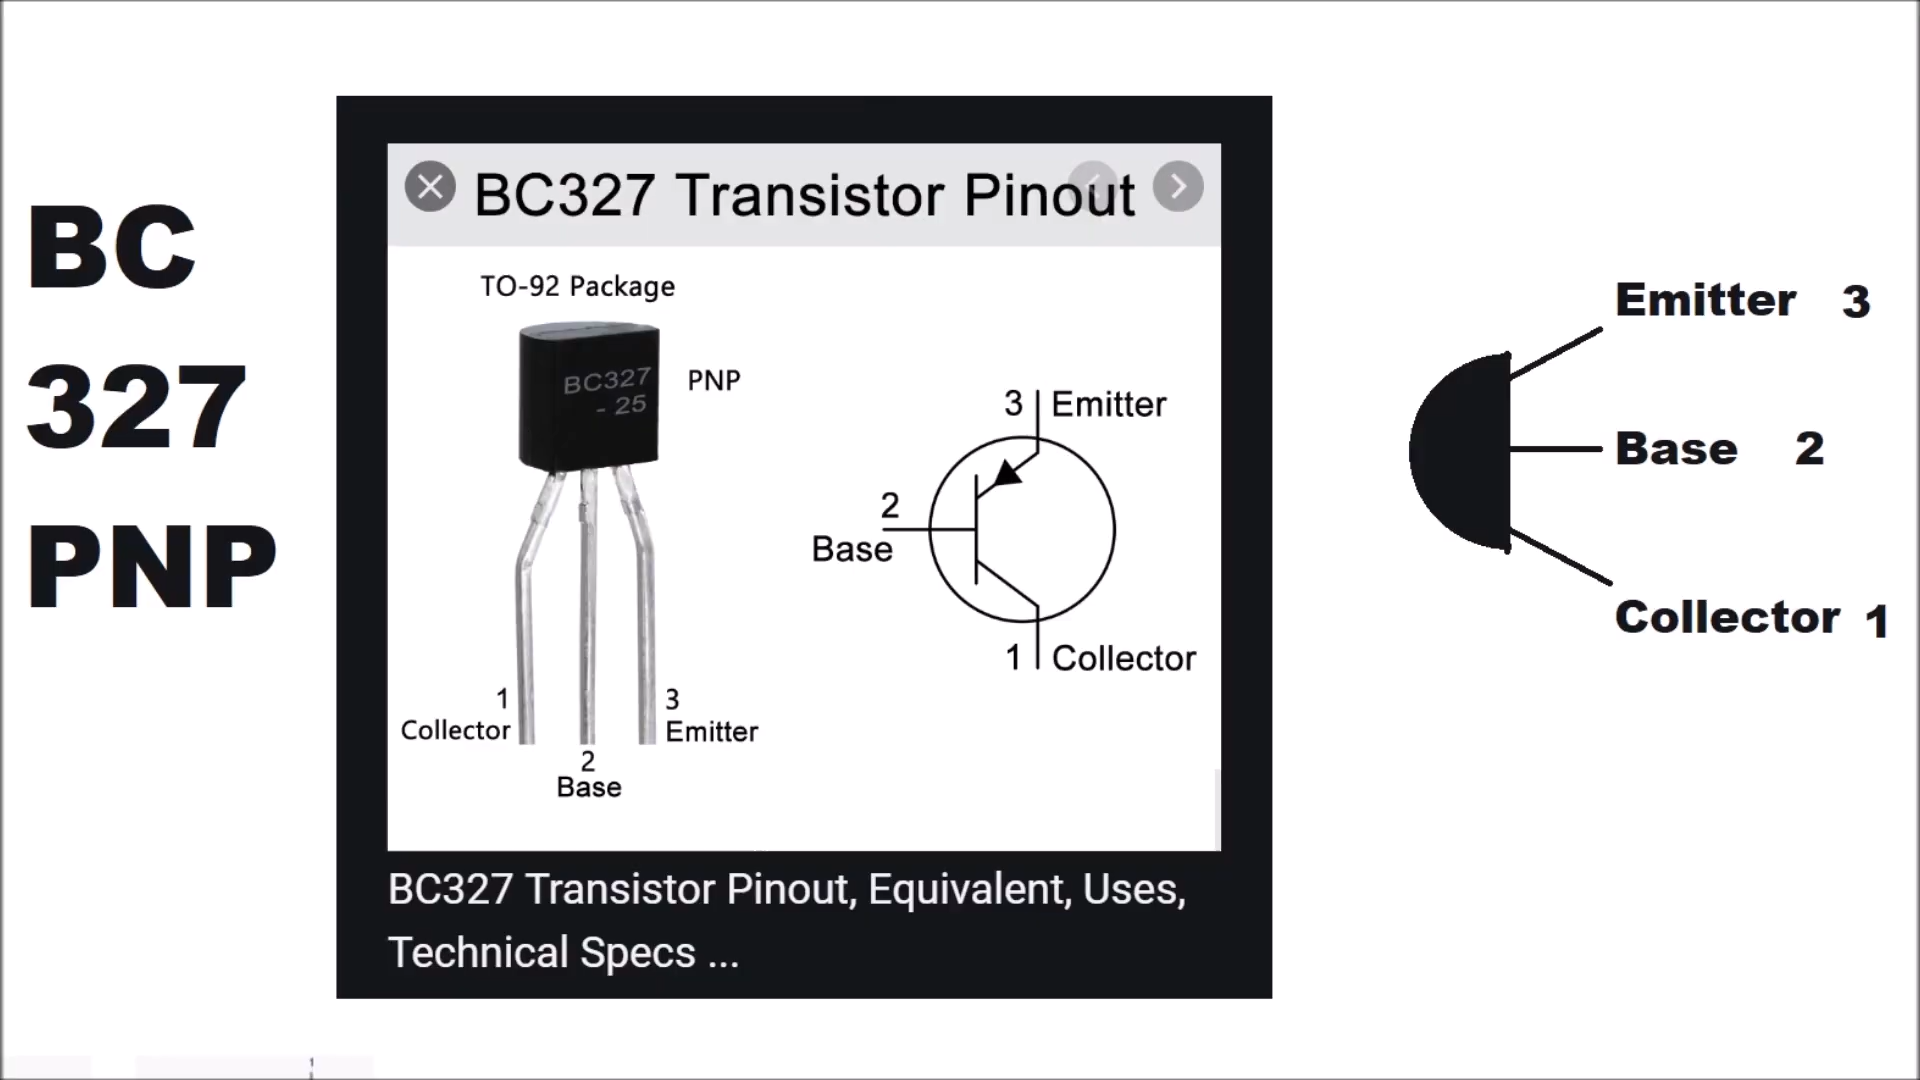 BC
327
PNP
BC327 Transistor Pinout
TO-92 Package
BC327
- 25
PNP
1
Collector
2
Base
3
Emitter
3 Emitter
2
Base
1 Collector
BC327 Transistor Pinout, Equivalent, Uses,
Technical Specs ...
Emitter 3
Base 2
Collector 1